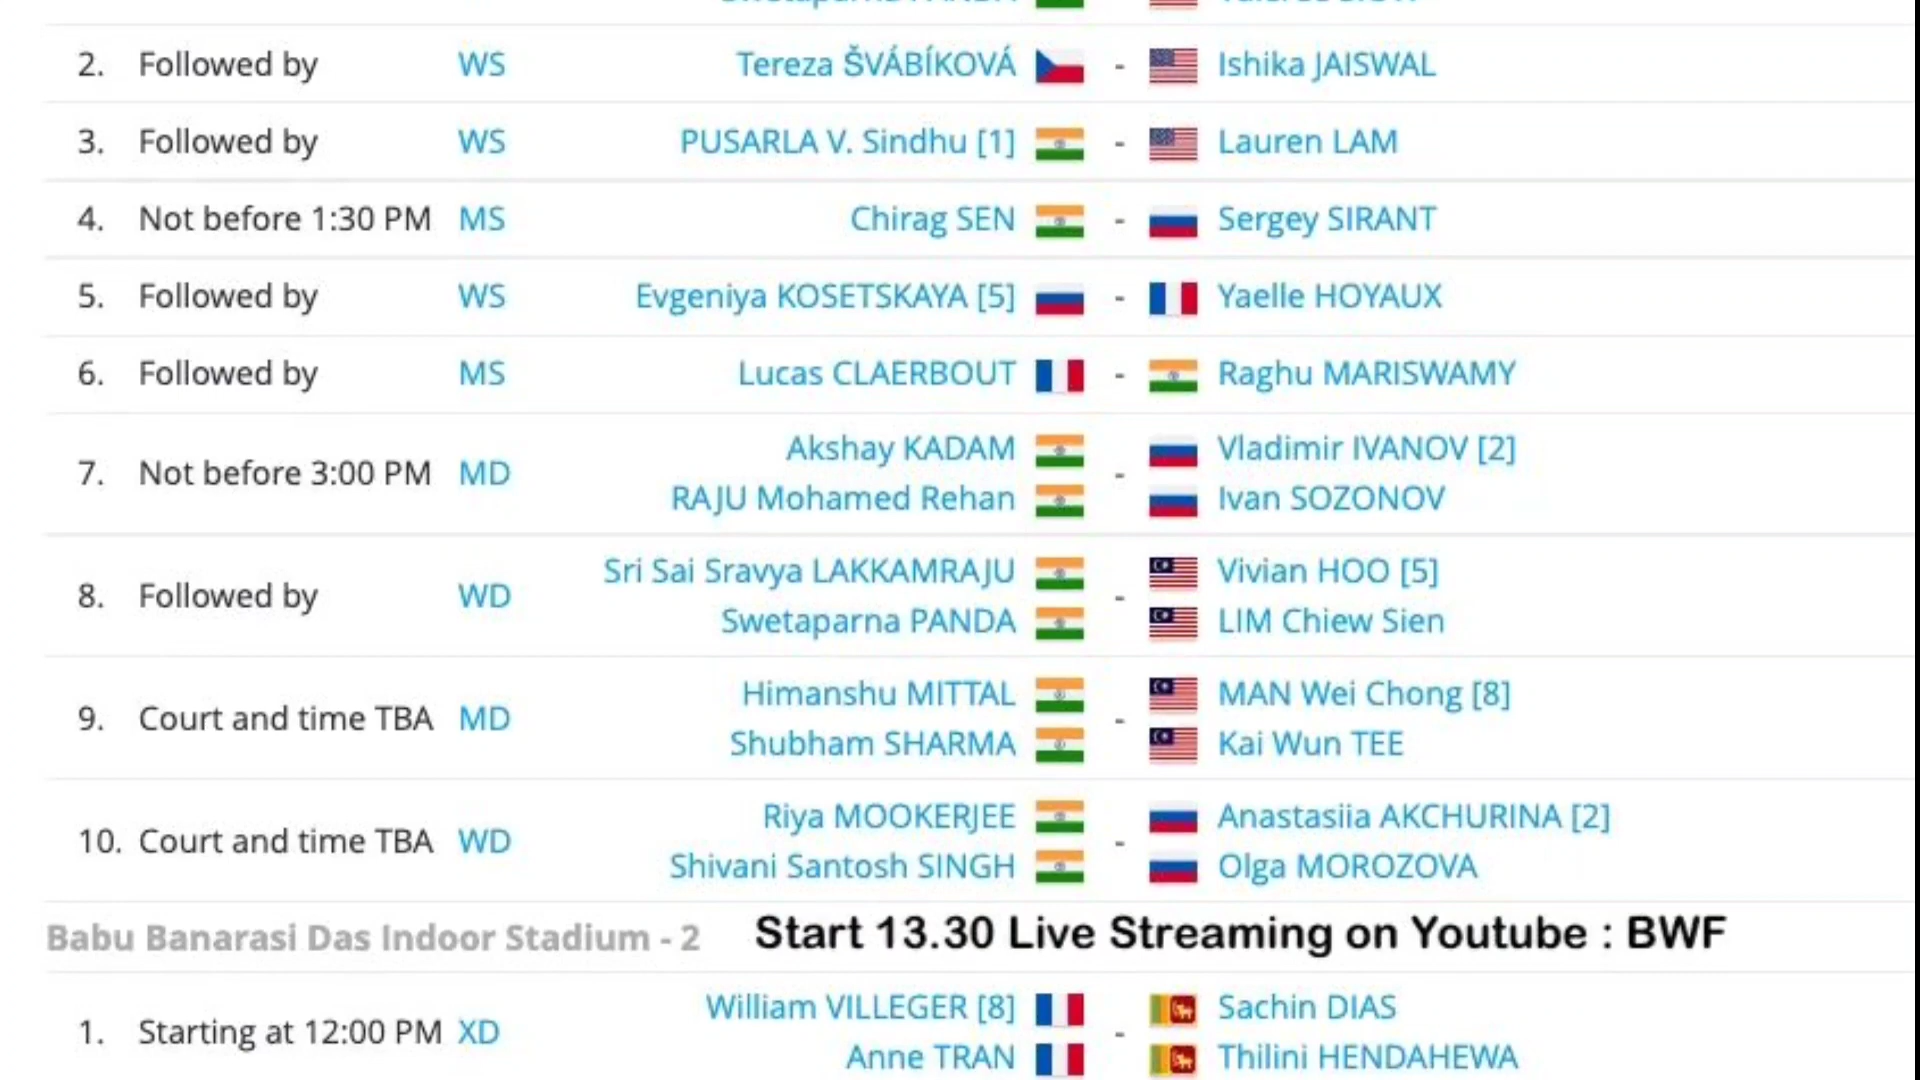 2. Followed by WS Tereza ŠVÁBÍKOVÁ - Ishika JAISWAL
3. Followed by WS PUSARLA V. Sindhu [1] - Lauren LAM
4. Not before 1:30 PM MS Chirag SEN - Sergey SIRANT
5. Followed by WS Evgeniya KOSETSKAYA [5] - Yaelle HOYAUX
6. Followed by MS Lucas CLAERBOUT - Raghu MARISWAMY
7. Not before 3:00 PM MD Akshay KADAM - Vladimir IVANOV [2]
RAJU Mohamed Rehan Ivan SOZONOV
8. Followed by WD Sri Sai Sravya LAKKAMRAJU - Vivian HOO [5]
Swetaparna PANDA LIM Chiew Sien
9. Court and time TBA MD Himanshu MITTAL - MAN Wei Chong [8]
Shubham SHARMA Kai Wun TEE
10. Court and time TBA WD Riya MOOKERJEE - Anastasiia AKCHURINA [2]
Shivani Santosh SINGH Olga MOROZOVA
Babu Banarasi Das Indoor Stadium - 2 Start 13.30 Live Streaming on Youtube : BWF
1. Starting at 12:00 PM XD William VILLEGER [8] - Sachin DIAS
Anne TRAN Thilini HENDAHEWA